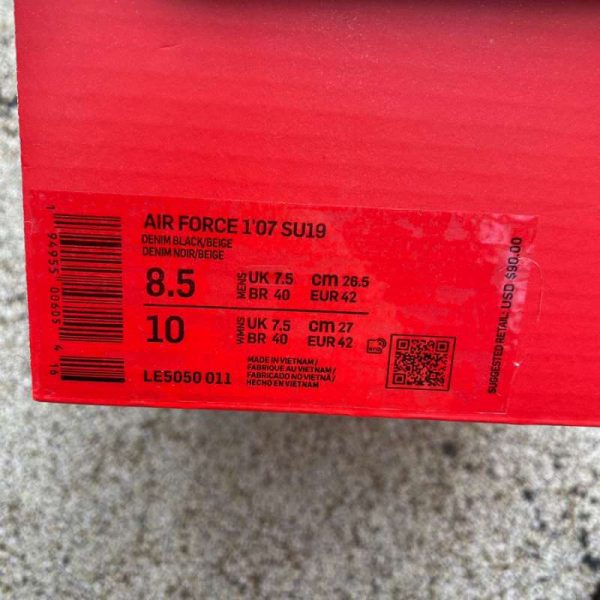 AIR FORCE 1'07 SU19
DENIM BLACK/BEIGE
DENIM NOIR/BEIGE
8.5 MENS UK 7.5 cm 26.5
BR 40 EUR 42
10 WMNS UK 7.5 cm 27
BR 40 EUR 42
MADE IN VIETNAM /
FABRIQUE AU VIETNAM /
FABRICADO NO VIETNÃ /
HECHO EN VIETNAM
LE5050 011
SUGGESTED RETAIL: USD $90.00